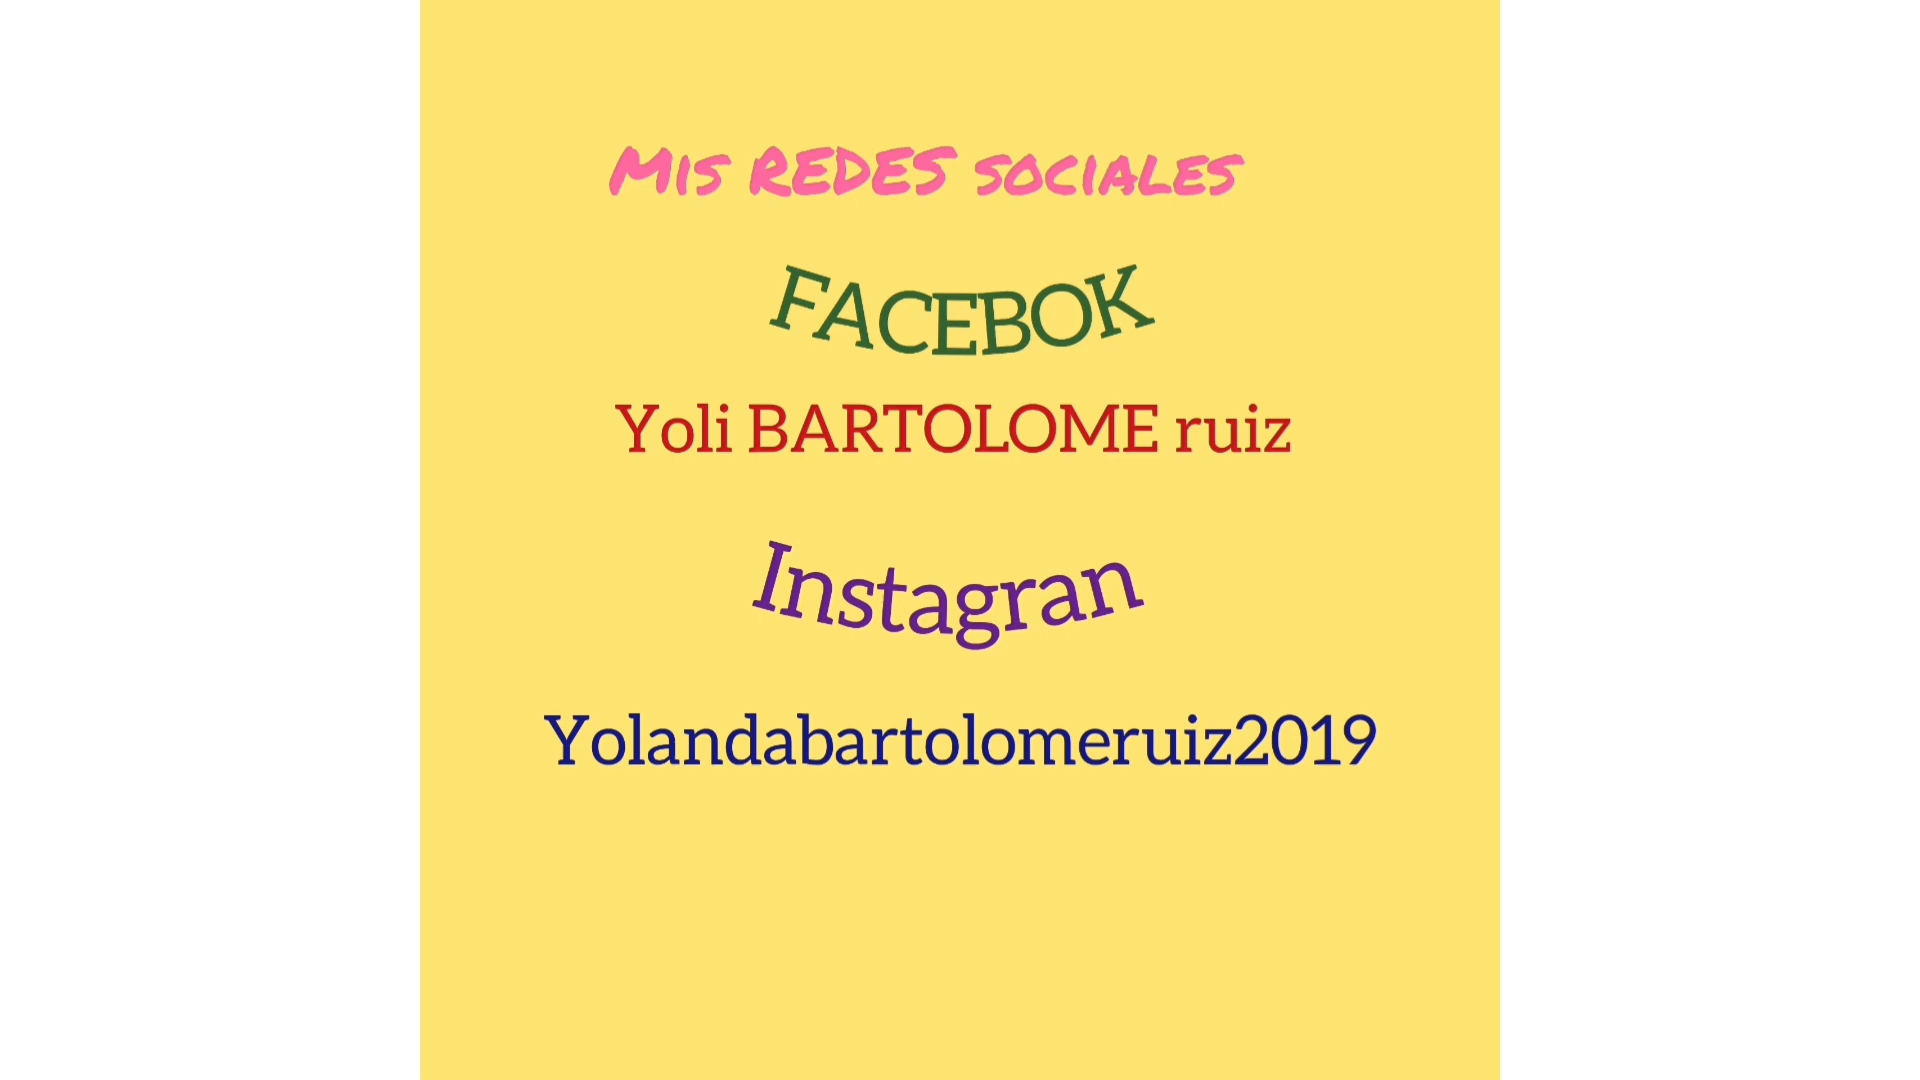 Mis REDES sociales
FACEBOK
Yoli BARTOLOME ruiz
Instagran
Yolandabartolomeruiz2019